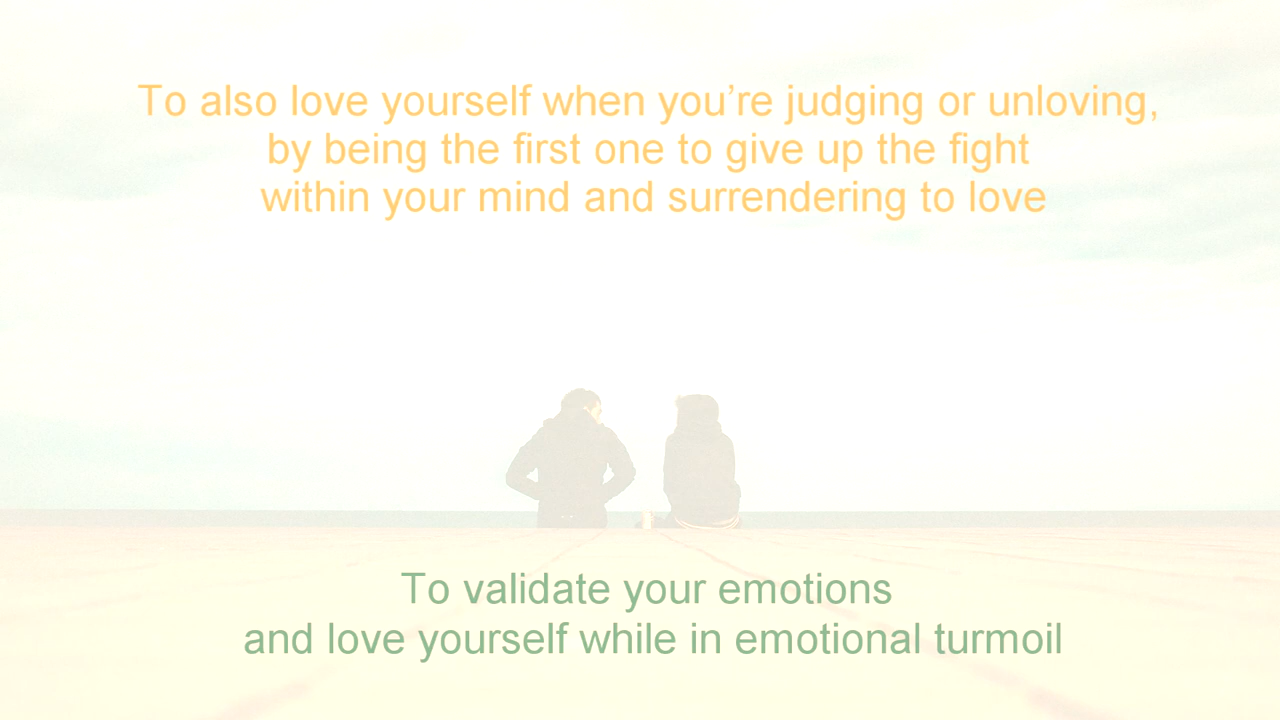 To also love yourself when you’re judging or unloving,
by being the first one to give up the fight
within your mind and surrendering to love
To validate your emotions
and love yourself while in emotional turmoil